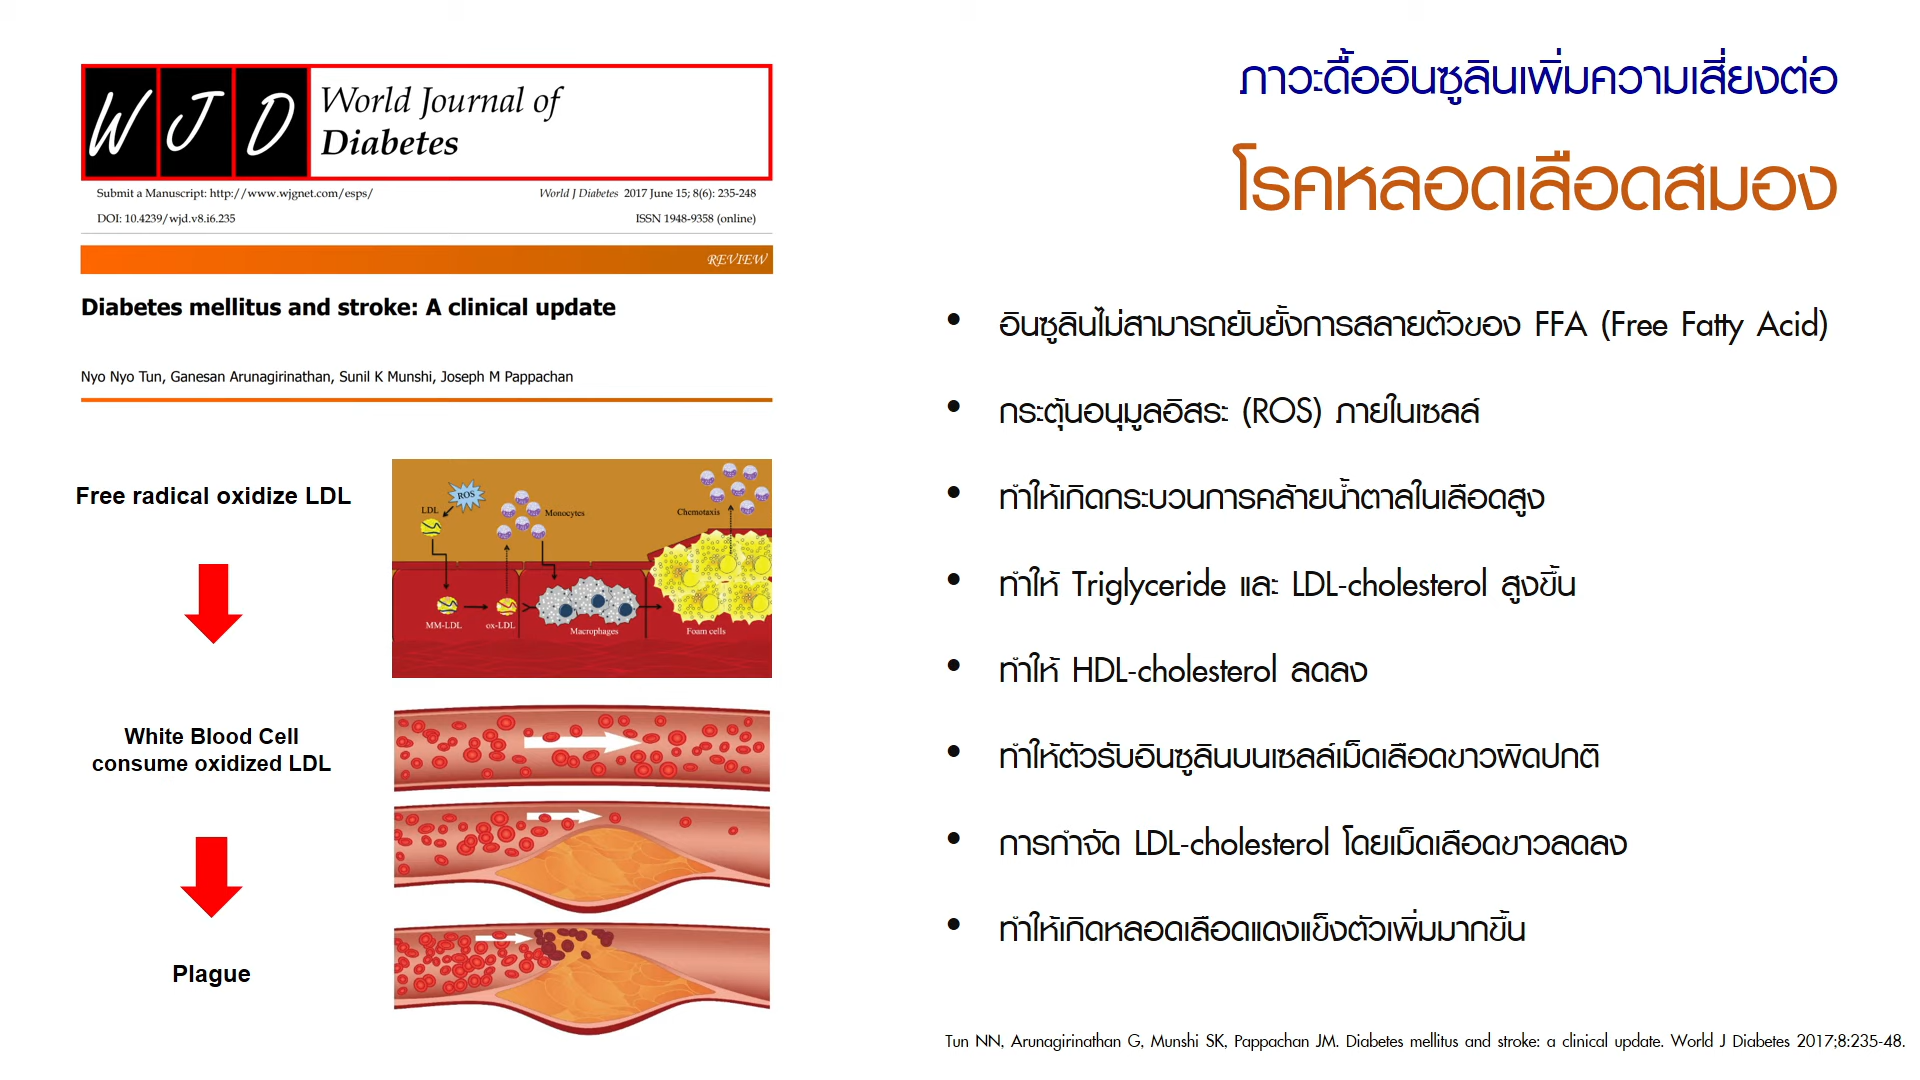 W J D
World Journal of
Diabetes
Submit a Manuscript: http://www.wjgnet.com/esps/
World J Diabetes 2017 June 15; 8(6): 235-248
DOI: 10.4239/wjd.v8.i6.235
ISSN 1948-9358 (online)
REVIEW
Diabetes mellitus and stroke: A clinical update
Nyo Nyo Tun, Ganesan Arunagirinathan, Sunil K Munshi, Joseph M Pappachan
Free radical oxidize LDL
ROS
LDL
Monocytes
Chemotaxis
MM-LDL
ox-LDL
Macrophages
Foam cells
White Blood Cell
consume oxidized LDL
Plague
ภาวะดื้ออินซูลินเพิ่มความเสี่ยงต่อ
โรคหลอดเลือดสมอง
• อินซูลินไม่สามารถยับยั้งการสลายตัวของ FFA (Free Fatty Acid)
• กระตุ้นอนุมูลอิสระ (ROS) ภายในเซลล์
• ทำให้เกิดกระบวนการคล้ายน้ำตาลในเลือดสูง
• ทำให้ Triglyceride และ LDL-cholesterol สูงขึ้น
• ทำให้ HDL-cholesterol ลดลง
• ทำให้ตัวรับอินซูลินบนเซลล์เม็ดเลือดขาวผิดปกติ
• การกำจัด LDL-cholesterol โดยเม็ดเลือดขาวลดลง
• ทำให้เกิดหลอดเลือดแดงแข็งตัวเพิ่มมากขึ้น
Tun NN, Arunagirinathan G, Munshi SK, Pappachan JM. Diabetes mellitus and stroke: a clinical update. World J Diabetes 2017;8:235-48.